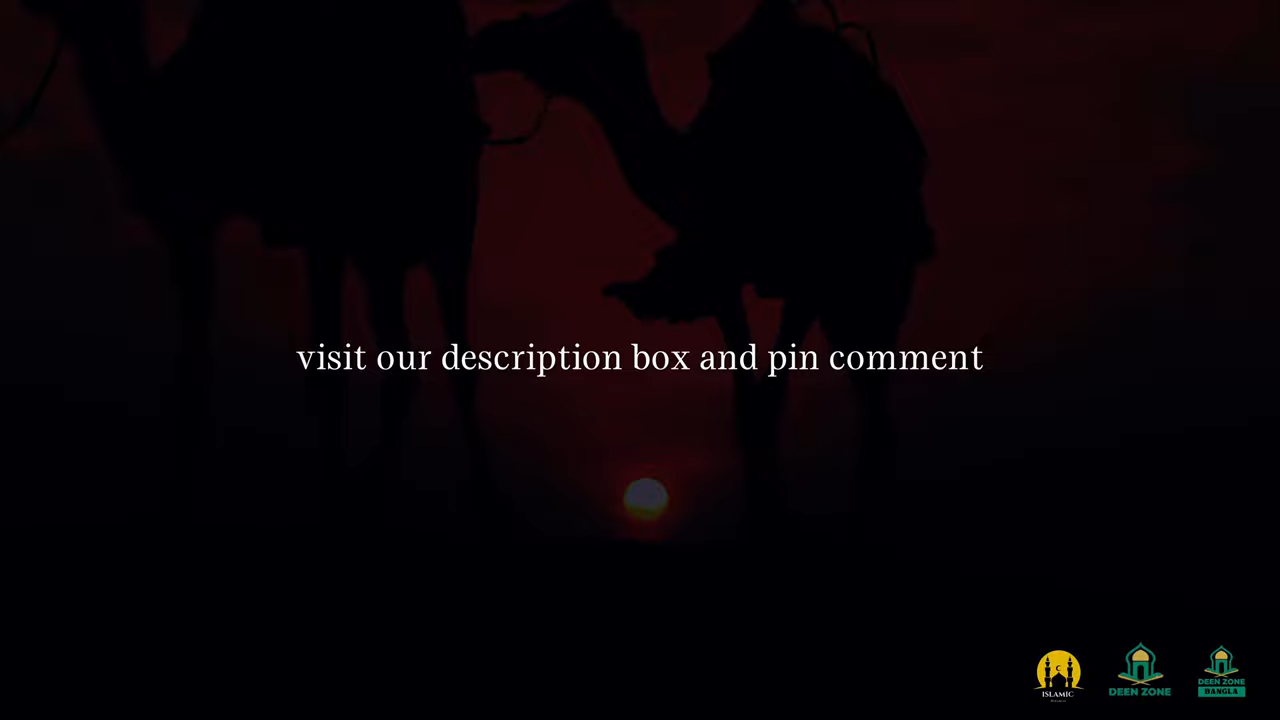 visit our description box and pin comment
ISLAMIC
DEEN ZONE
DEEN ZONE
BANGLA